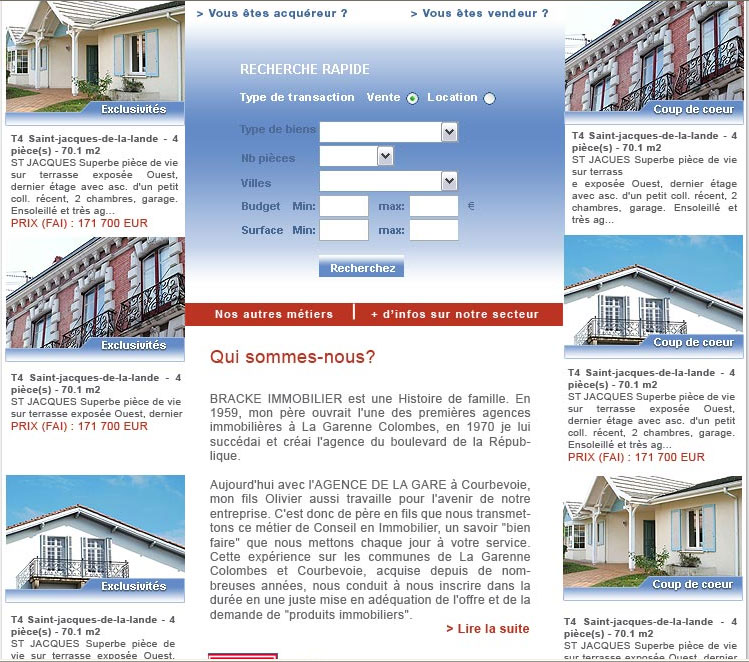 > Vous êtes acquéreur ?
> Vous êtes vendeur ?
Exclusivités
T4 Saint-jacques-de-la-lande - 4
pièce(s) - 70.1 m2
ST JACQUES Superbe pièce de vie
sur terrasse exposée Ouest,
dernier étage avec asc. d'un petit
coll. récent, 2 chambres, garage.
Ensoleillé et très ag...
PRIX (FAI) : 171 700 EUR
Exclusivités
T4 Saint-jacques-de-la-lande - 4
pièce(s) - 70.1 m2
ST JACQUES Superbe pièce de vie
sur terrasse exposée Ouest, dernier
PRIX (FAI) : 171 700 EUR
Exclusivités
T4 Saint-jacques-de-la-lande - 4
pièce(s) - 70.1 m2
ST JACQUES Superbe pièce de
vie sur terrasse exposée Ouest,
RECHERCHE RAPIDE
Type de transaction Vente Location
Type de biens
Nb pièces
Villes
Budget Min: max: €
Surface Min: max:
Recherchez
Nos autres métiers | + d'infos sur notre secteur
Qui sommes-nous?
BRACKE IMMOBILIER est une Histoire de famille. En
1959, mon père ouvrait l'une des premières agences
immobilières à La Garenne Colombes, en 1970 je lui
succédai et créai l'agence du boulevard de la Répub-
lique.
Aujourd'hui avec l'AGENCE DE LA GARE à Courbevoie,
mon fils Olivier aussi travaille pour l'avenir de notre
entreprise. C'est donc de père en fils que nous transmet-
tons ce métier de Conseil en Immobilier, un savoir "bien
faire" que nous mettons chaque jour à votre service.
Cette expérience sur les communes de La Garenne
Colombes et Courbevoie, acquise depuis de nom-
breuses années, nous conduit à nous inscrire dans la
durée en une juste mise en adéquation de l'offre et de la
demande de "produits immobiliers".
> Lire la suite
Coup de coeur
T4 Saint-jacques-de-la-lande - 4
pièce(s) - 70.1 m2
ST JACUES Superbe pièce de vie
sur terrass
e exposée Ouest, dernier étage
avec asc. d'un petit coll. récent, 2
chambres, garage. Ensoleillé et
très ag...
Coup de coeur
T4 Saint-jacques-de-la-lande - 4
pièce(s) - 70.1 m2
ST JACQUES Superbe pièce de vie
sur terrasse exposée Ouest,
dernier étage avec asc. d'un petit
coll. récent, 2 chambres, garage.
Ensoleillé et très ag...
PRIX (FAI) : 171 700 EUR
Coup de coeur
T4 Saint-jacques-de-la-lande - 4
pièce(s) - 70.1 m2
ST JACQUES Superbe pièce de vie
sur terrasse exposée Ouest, dernier